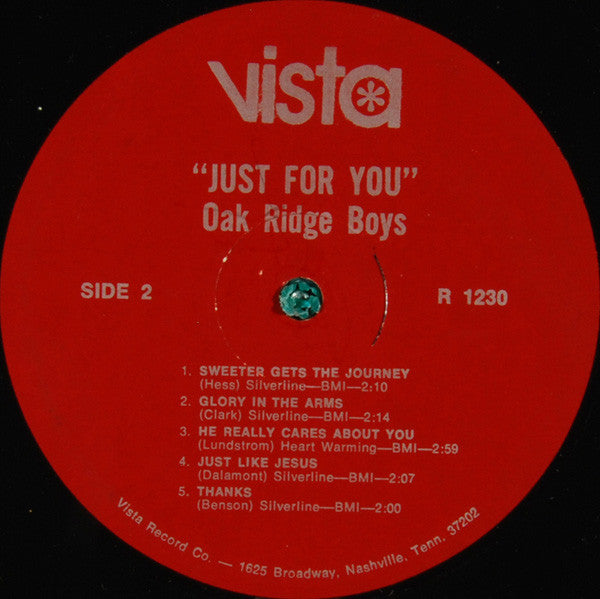 vista
"JUST FOR YOU"
Oak Ridge Boys
SIDE 2
R 1230
1. SWEETER GETS THE JOURNEY
(Hess) Silverline—BMI—2:10
2. GLORY IN THE ARMS
(Clark) Silverline—BMI—2:14
3. HE REALLY CARES ABOUT YOU
(Lundstrom) Heart Warming—BMI—2:59
4. JUST LIKE JESUS
(Dalamont) Silverline—BMI—2:07
5. THANKS
(Benson) Silverline—BMI—2:00
Vista Record Co. — 1625 Broadway, Nashville, Tenn. 37202